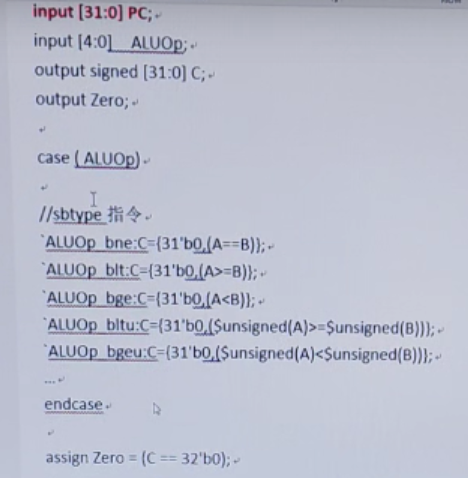 input [31:0] PC;
input [4:0] ALUOp;
output signed [31:0] C;
output Zero;
case ( ALUOp)
//sbtype 指令
`ALUOp_bne:C={31'b0,(A==B)};
`ALUOp_blt:C={31'b0,(A>=B)};
`ALUOp_bge:C={31'b0,(A<B)};
`ALUOp_bltu:C={31'b0,($unsigned(A)>=$unsigned(B))};
`ALUOp_bgeu:C={31'b0,($unsigned(A)<$unsigned(B))};
...
endcase
assign Zero = (C == 32'b0);